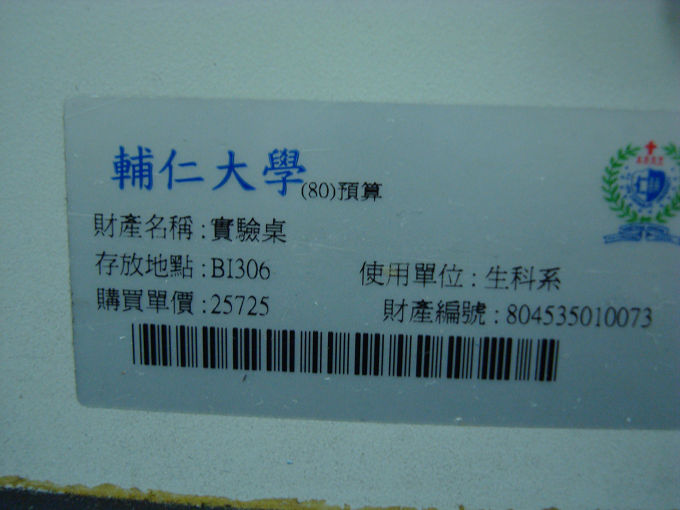 輔仁大學(80)預算
財產名稱:實驗桌
存放地點:BI306 使用單位:生科系
購買單價:25725 財產編號:804535010073